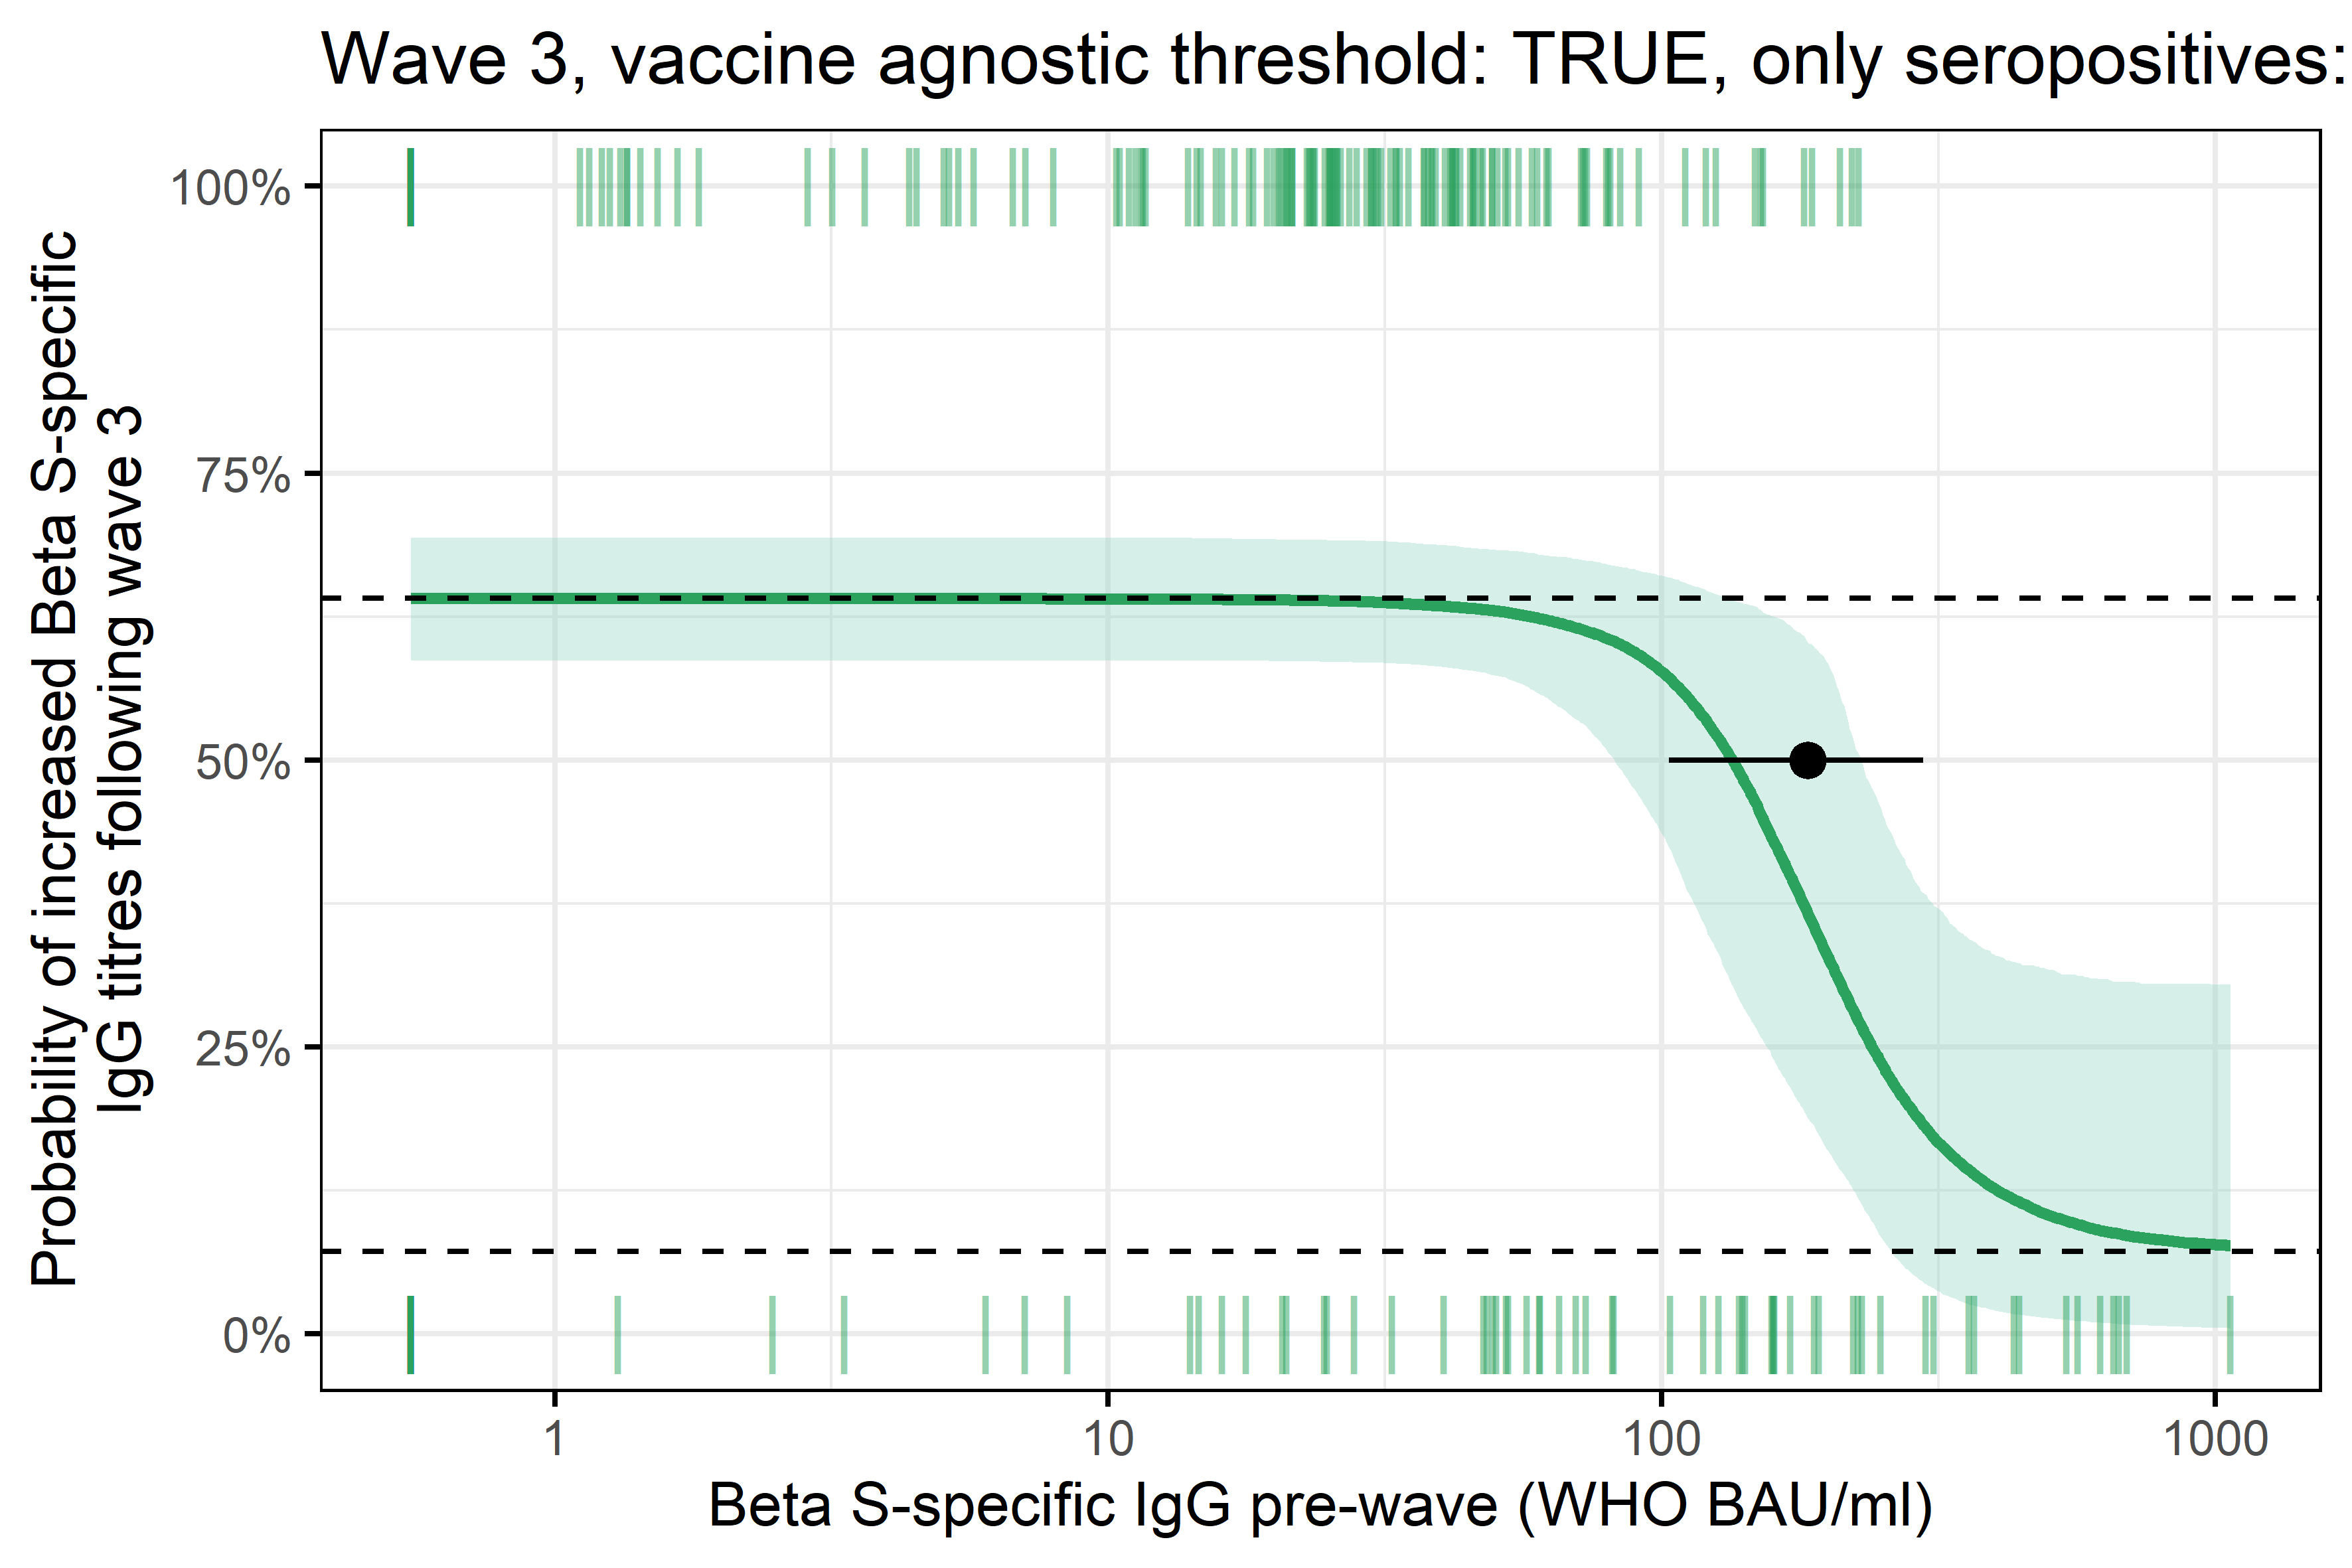 Wave 3, vaccine agnostic threshold: TRUE, only seropositives:
Probability of increased Beta S-specific
IgG titres following wave 3
100%
75%
50%
25%
0%
1
10
100
1000
Beta S-specific IgG pre-wave (WHO BAU/ml)